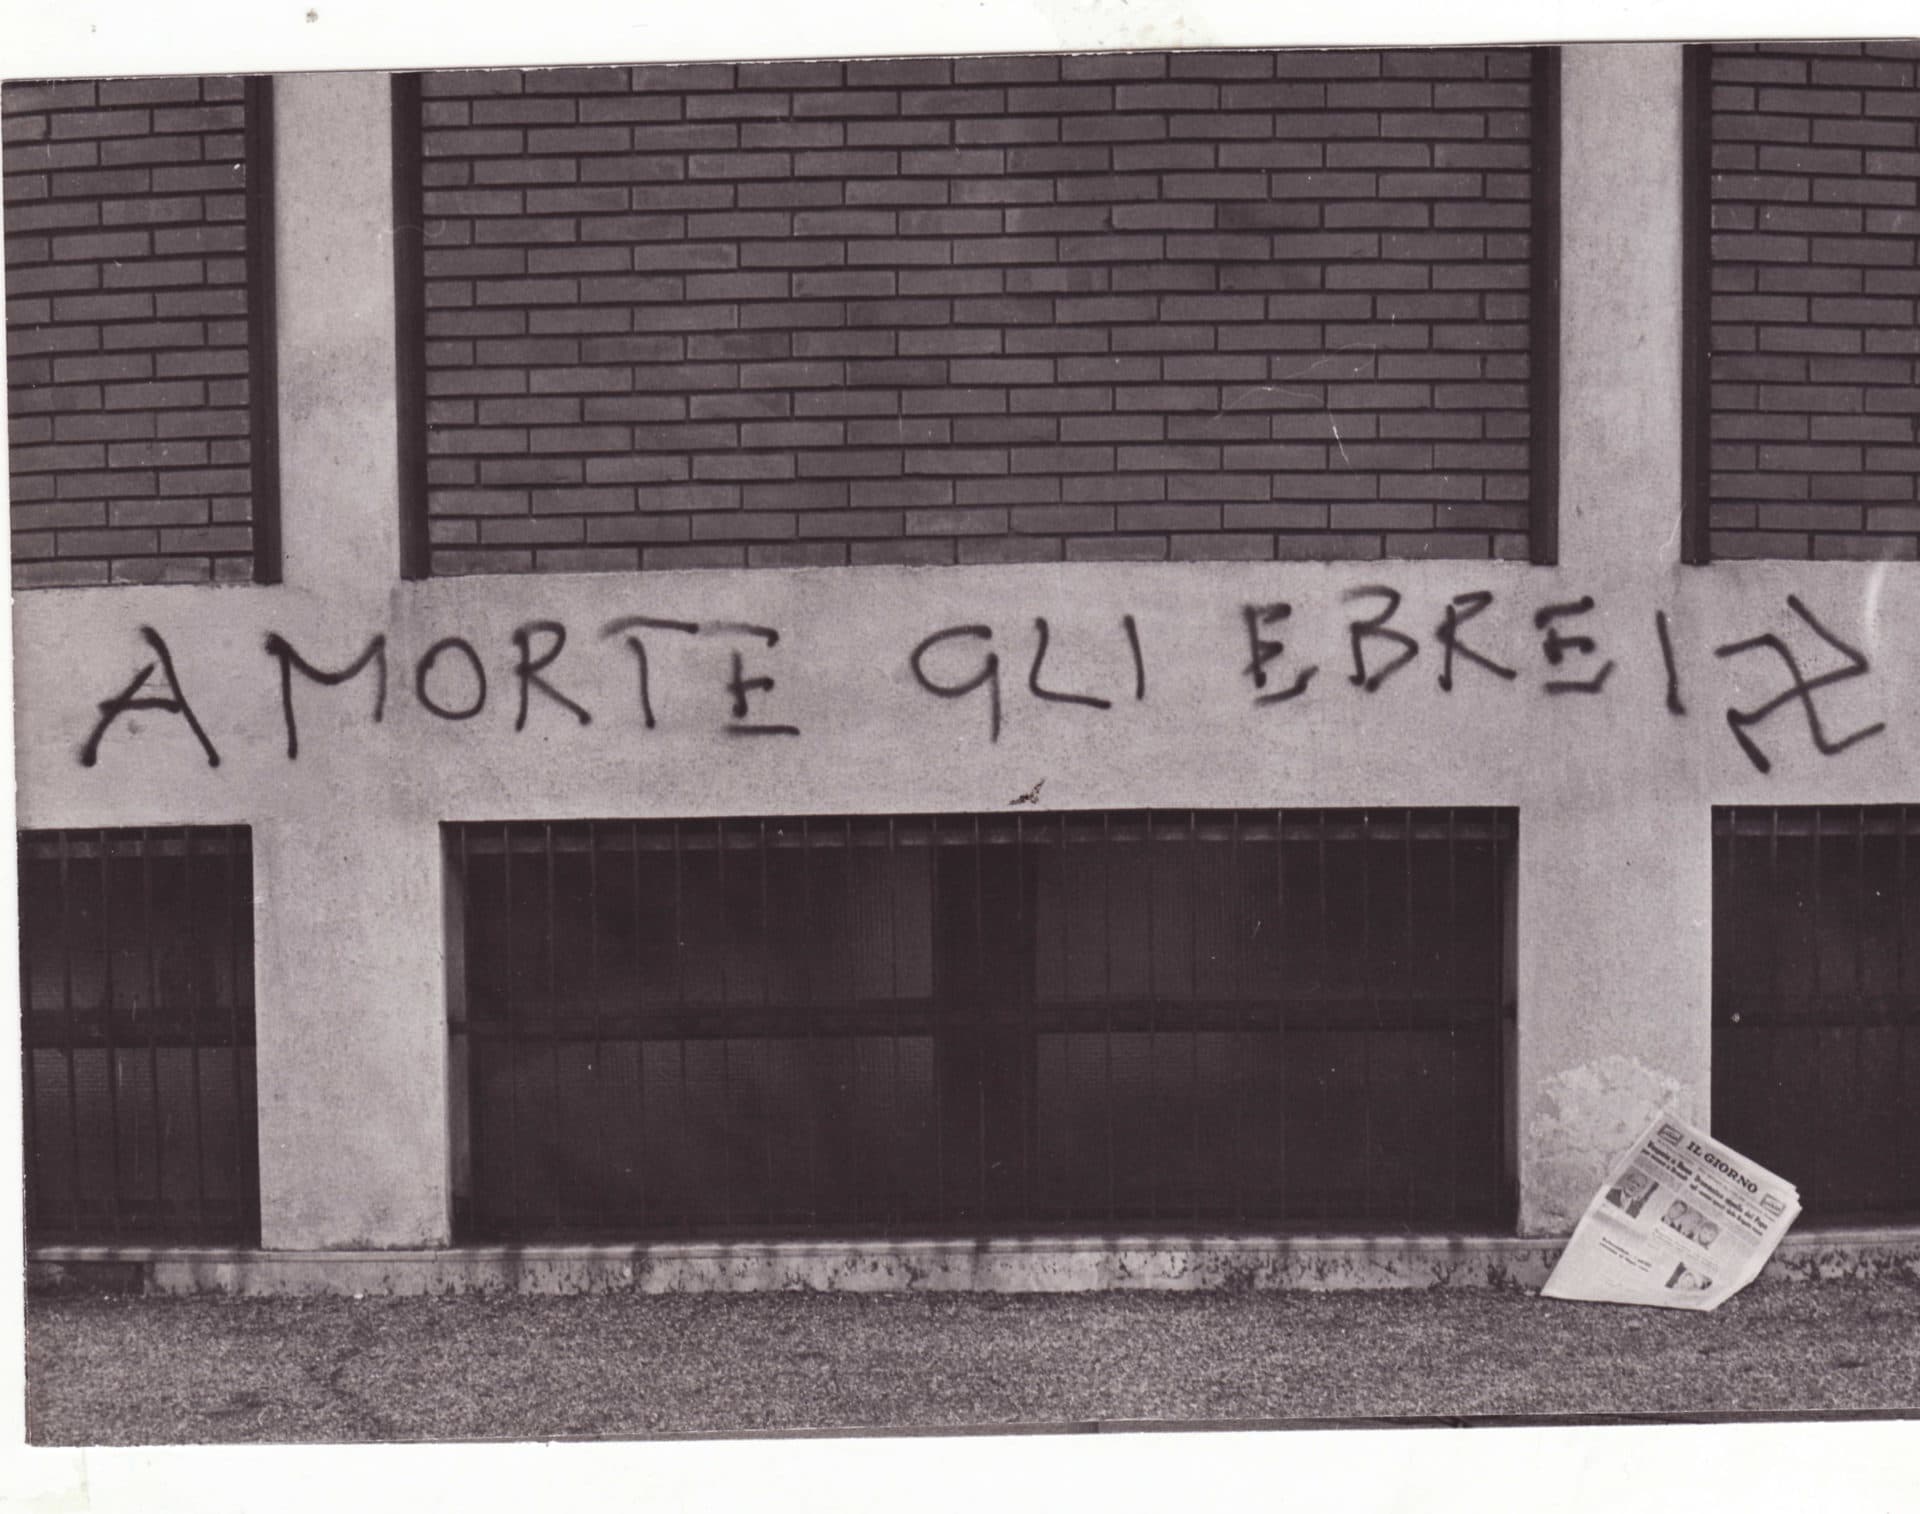 A MORTE GLI EBREI
IL GIORNO